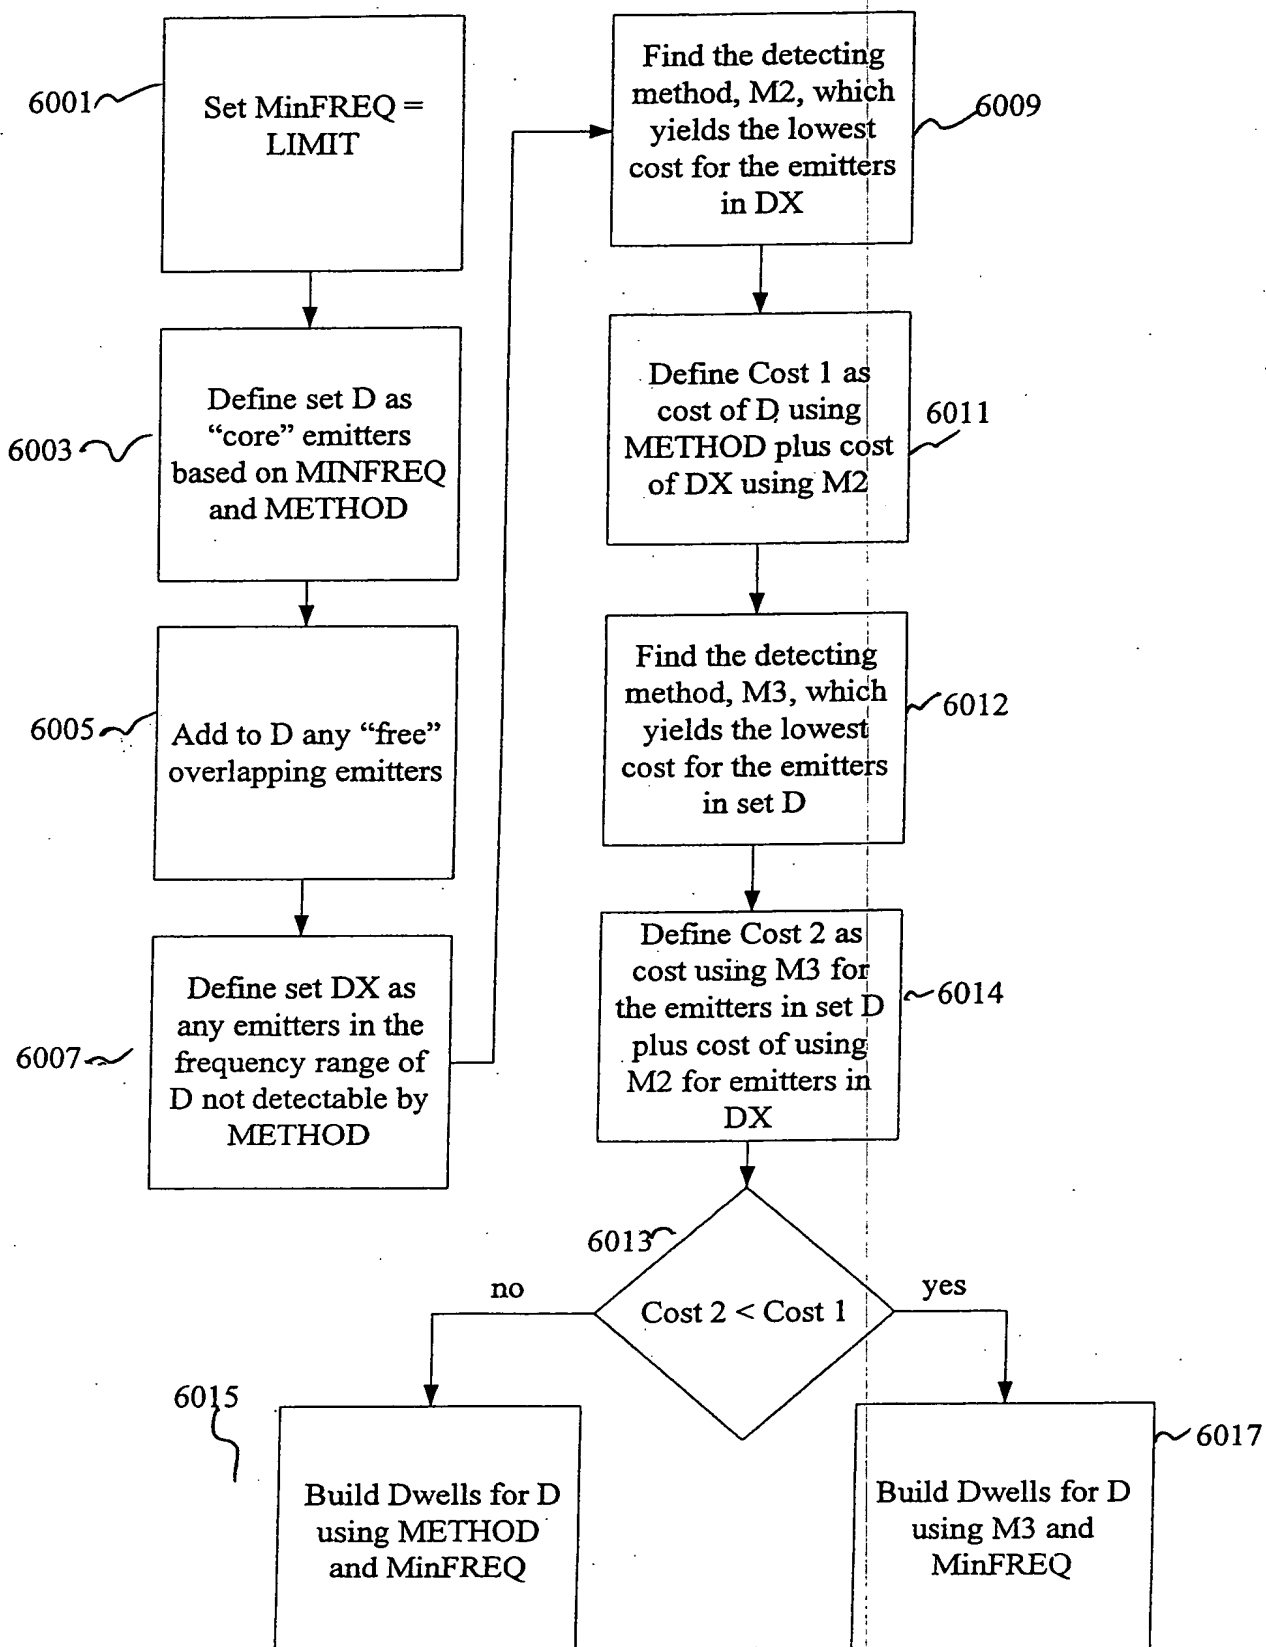 6001
Set MinFREQ =
LIMIT
6003
Define set D as
“core” emitters
based on MINFREQ
and METHOD
6005
Add to D any “free”
overlapping emitters
6007
Define set DX as
any emitters in the
frequency range of
D not detectable by
METHOD
Find the detecting
method, M2, which
yields the lowest
cost for the emitters
in DX
6009
Define Cost 1 as
cost of D using
METHOD plus cost
of DX using M2
6011
Find the detecting
method, M3, which
yields the lowest
cost for the emitters
in set D
6012
Define Cost 2 as
cost using M3 for
the emitters in set D
plus cost of using
M2 for emitters in
DX
6014
6013
Cost 2 < Cost 1
no
yes
6015
Build Dwells for D
using METHOD
and MinFREQ
6017
Build Dwells for D
using M3 and
MinFREQ